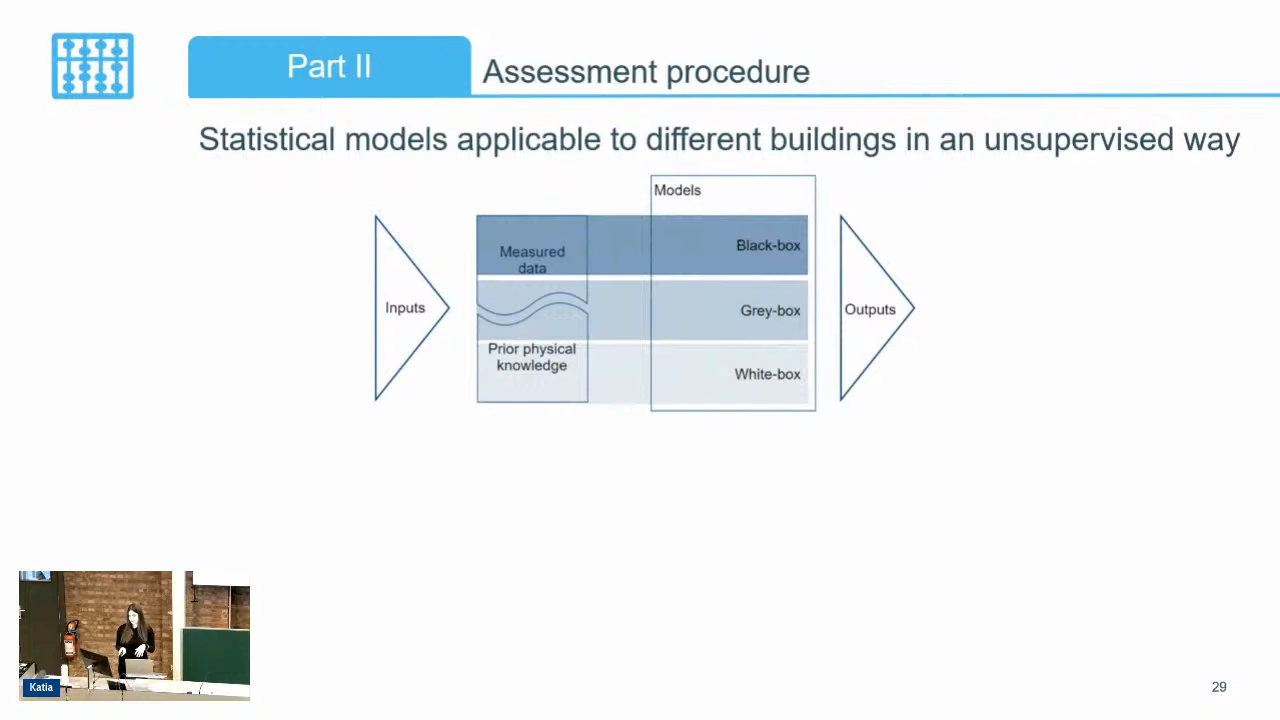 Part II
Assessment procedure
Statistical models applicable to different buildings in an unsupervised way
Models
Measured
data
Black-box
Inputs
Grey-box
Outputs
Prior physical
knowledge
White-box
Katia
29